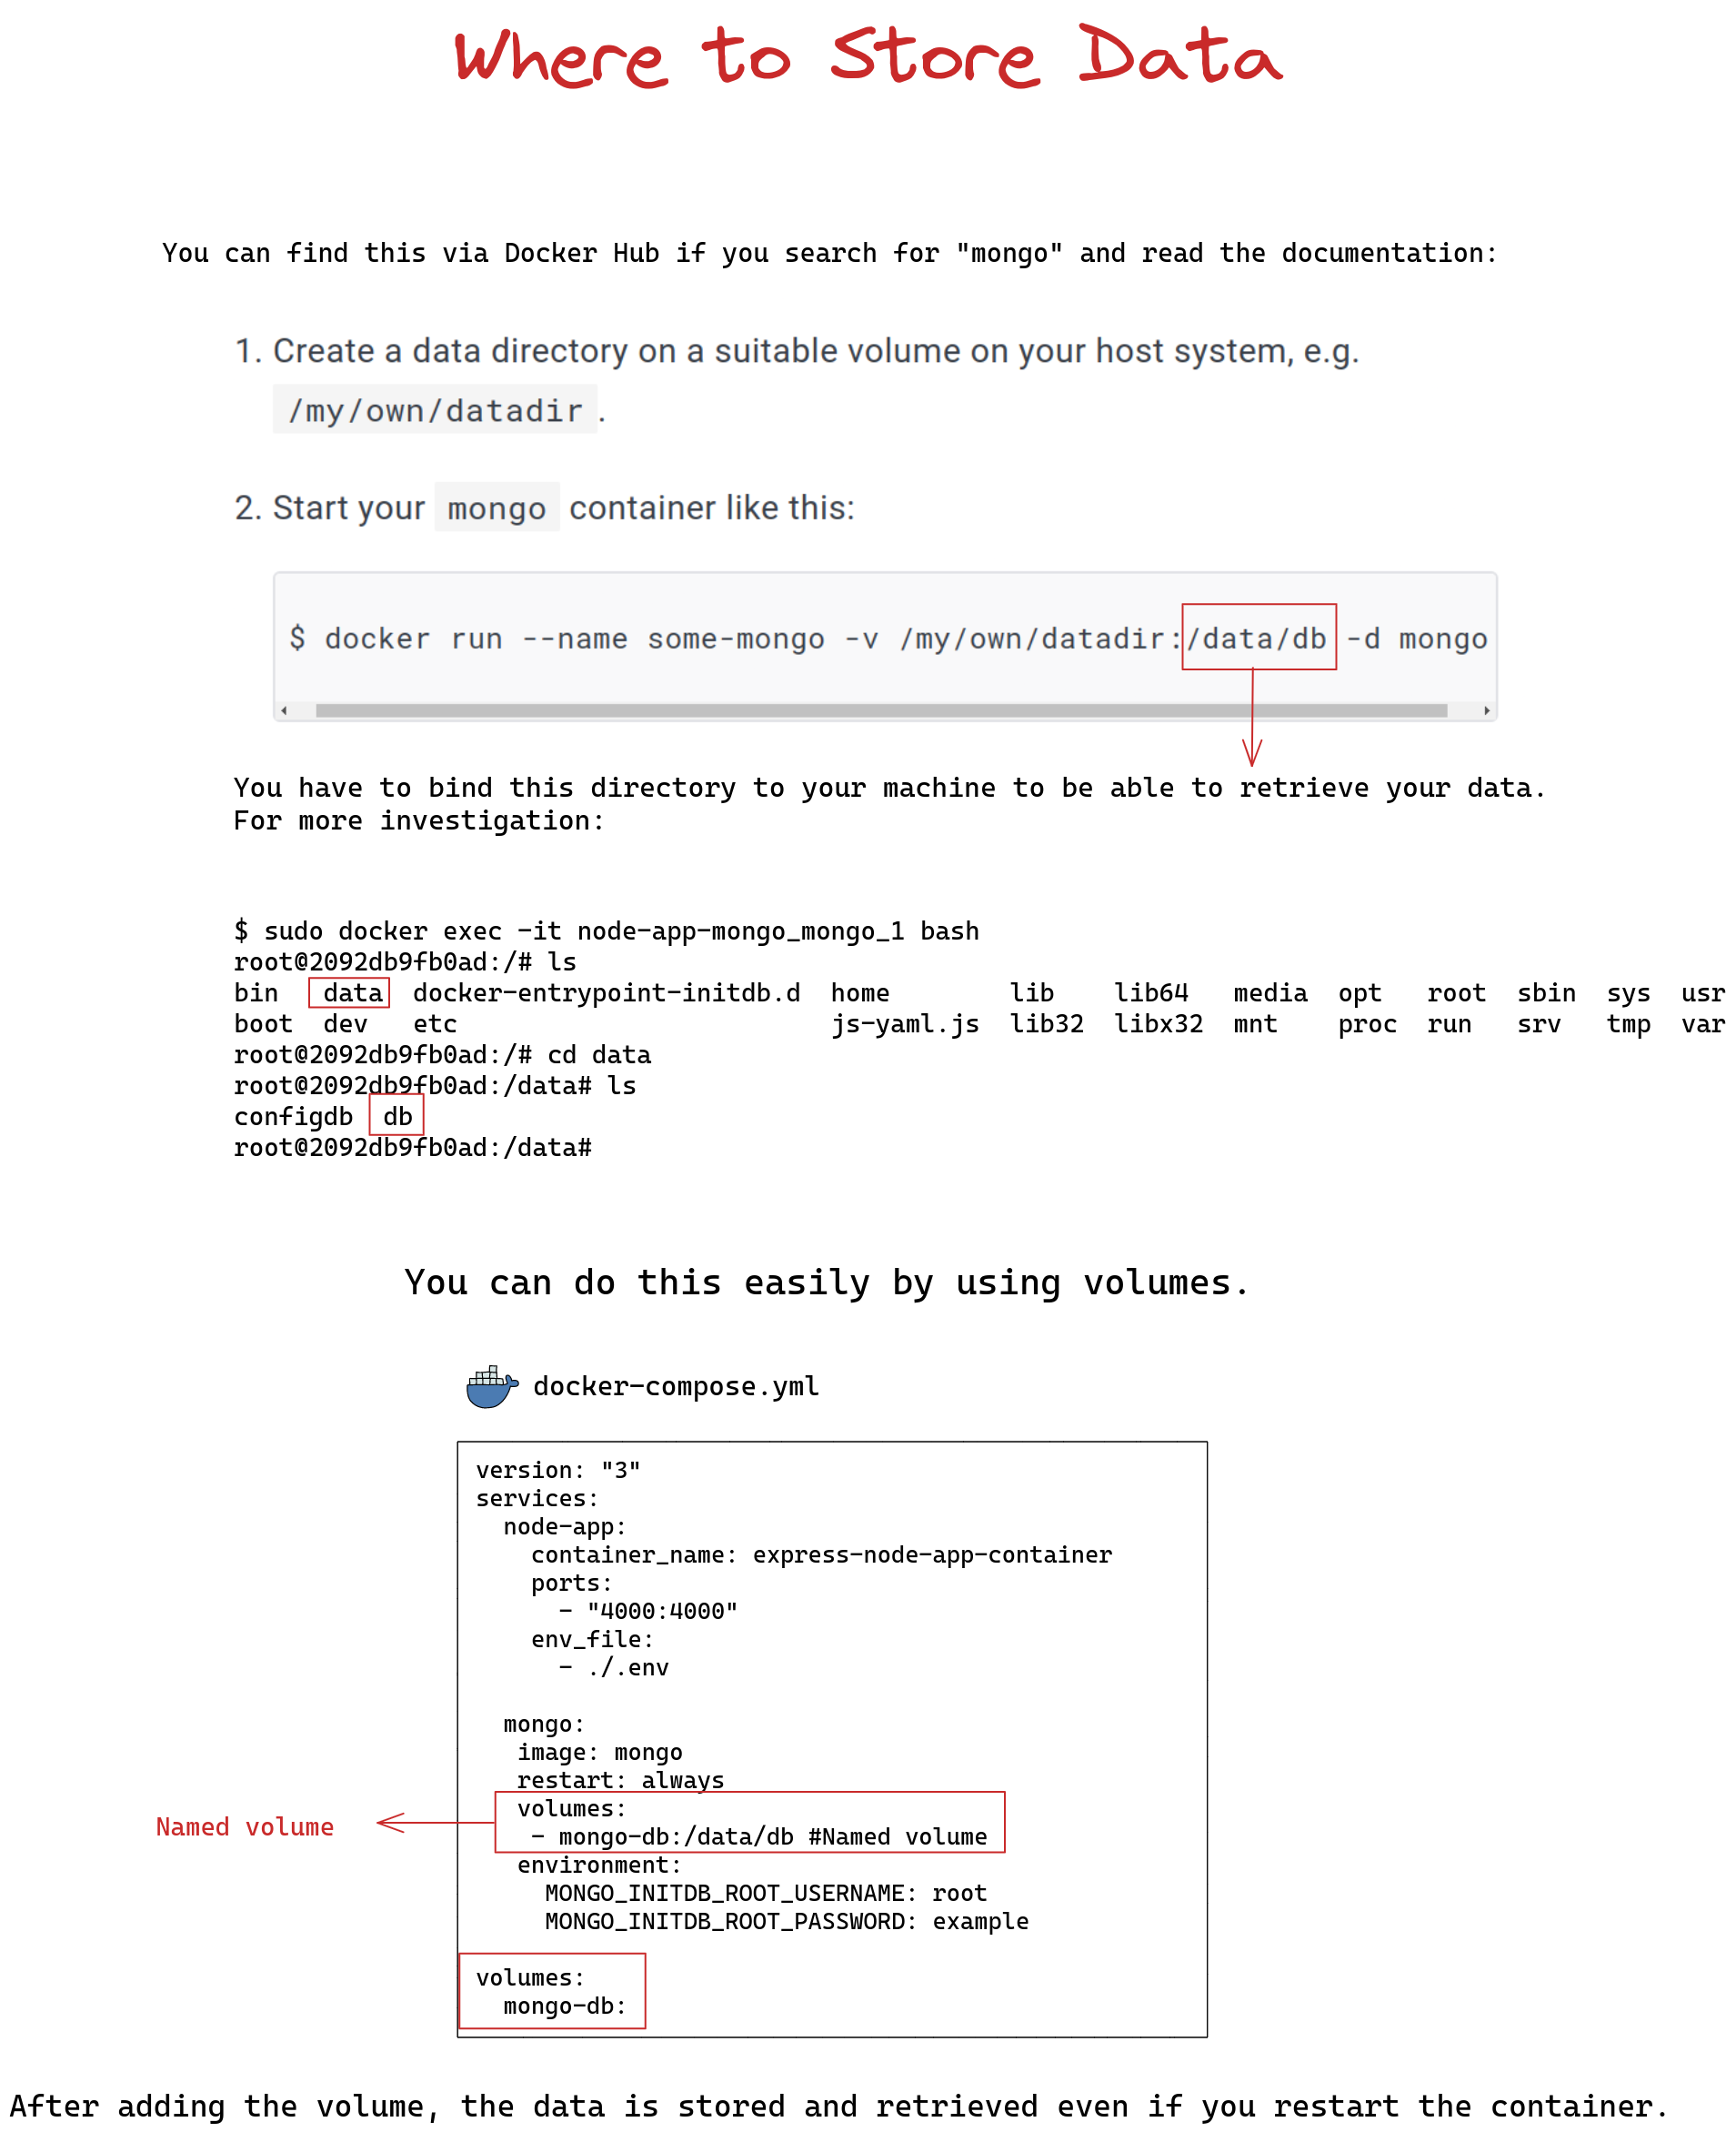 Where to Store Data
You can find this via Docker Hub if you search for "mongo" and read the documentation:
1. Create a data directory on a suitable volume on your host system, e.g.
/my/own/datadir.
2. Start your mongo container like this:
$ docker run --name some-mongo -v /my/own/datadir:/data/db -d mongo
You have to bind this directory to your machine to be able to retrieve your data.
For more investigation:
$ sudo docker exec -it node-app-mongo_mongo_1 bash
root@2092db9fb0ad:/# ls
bin   data  docker-entrypoint-initdb.d  home        lib    lib64   media  opt   root  sbin  sys  usr
boot  dev   etc                         js-yaml.js  lib32  libx32  mnt    proc  run   srv   tmp  var
root@2092db9fb0ad:/# cd data
root@2092db9fb0ad:/data# ls
configdb  db
root@2092db9fb0ad:/data#
You can do this easily by using volumes.
docker-compose.yml
version: "3"
services:
  node-app:
    container_name: express-node-app-container
    ports:
      - "4000:4000"
    env_file:
      - ./.env
  mongo:
   image: mongo
   restart: always
   volumes:
    - mongo-db:/data/db #Named volume
Named volume
   environment:
     MONGO_INITDB_ROOT_USERNAME: root
     MONGO_INITDB_ROOT_PASSWORD: example
volumes:
  mongo-db:
After adding the volume, the data is stored and retrieved even if you restart the container.